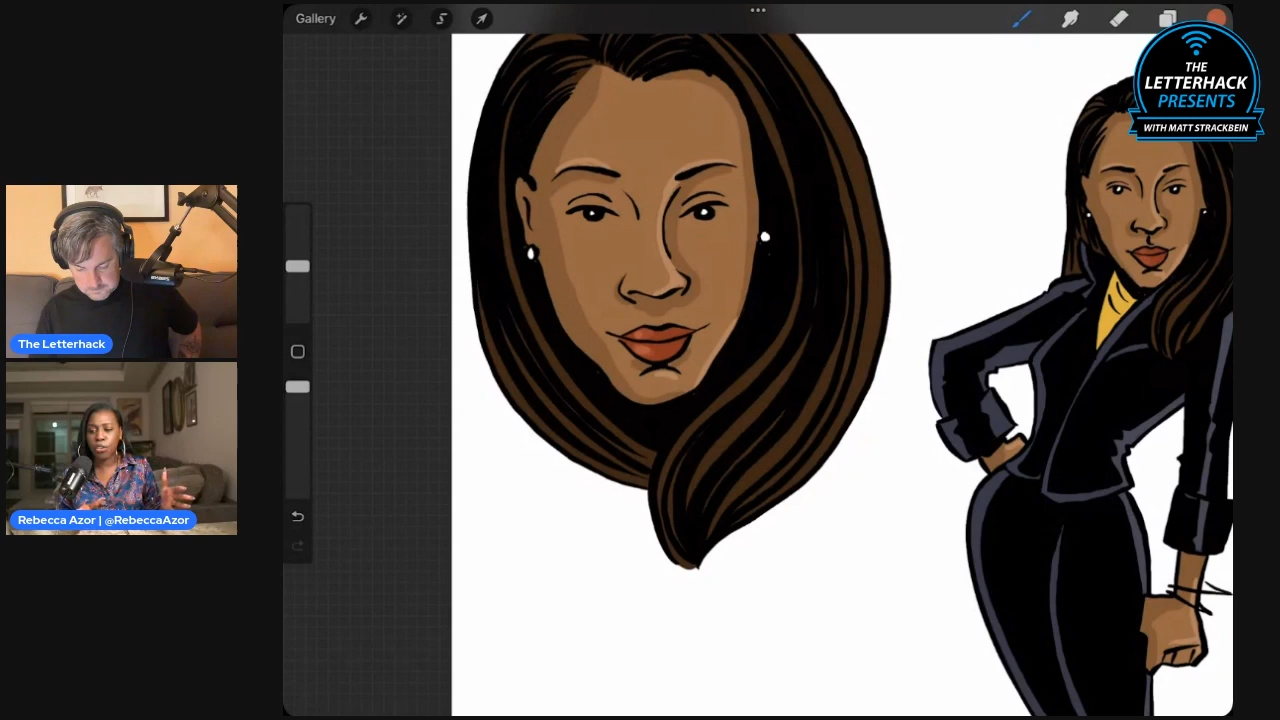 Gallery
THE
LETTERHACK
PRESENTS
WITH MATT STRACKBEIN
The Letterhack
Rebecca Azor | @RebeccaAzor